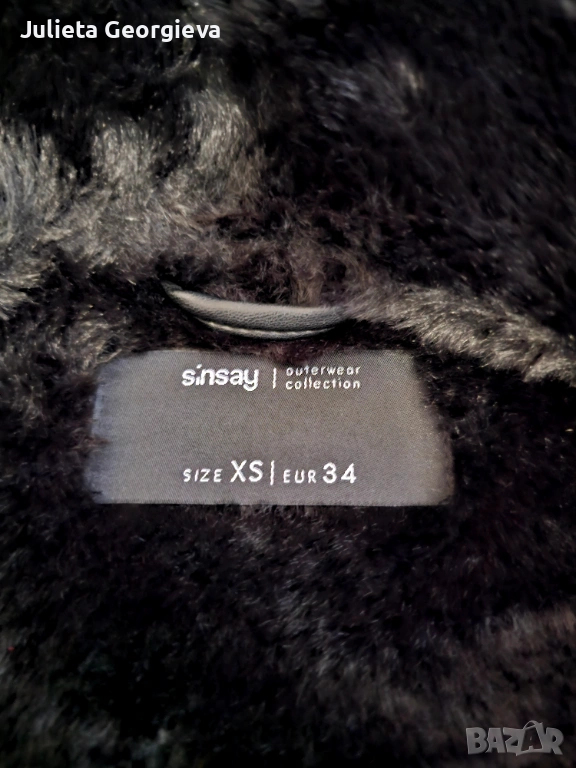 Julieta Georgieva
sinsay | outerwear
collection
SIZE XS | EUR 34
BAZAR